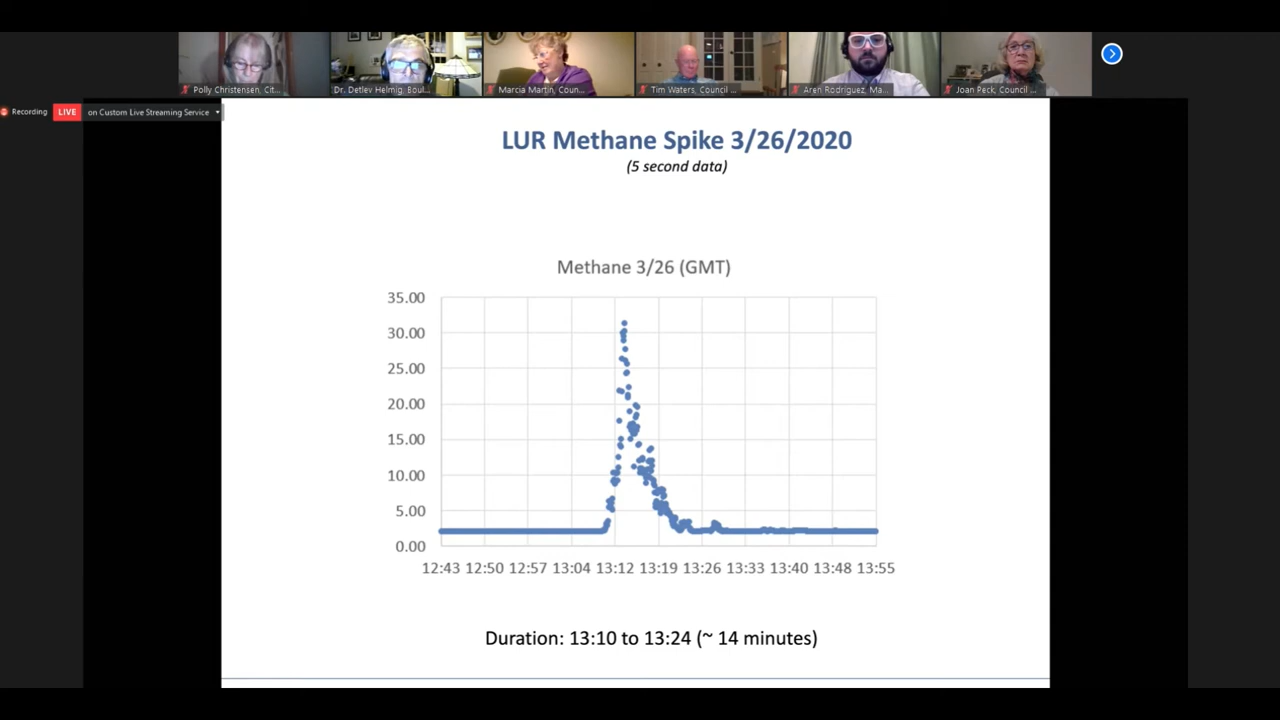 Polly Christensen, Cit...
Dr. Detlev Helmig, Boul...
Marcia Martin, Coun...
Tim Waters, Council ...
Aren Rodriguez, Ma...
Joan Peck, Council ...
Recording
LIVE
on Custom Live Streaming Service
LUR Methane Spike 3/26/2020
(5 second data)
Methane 3/26 (GMT)
35.00
30.00
25.00
20.00
15.00
10.00
5.00
0.00
12:43 12:50 12:57 13:04 13:12 13:19 13:26 13:33 13:40 13:48 13:55
Duration: 13:10 to 13:24 (~ 14 minutes)